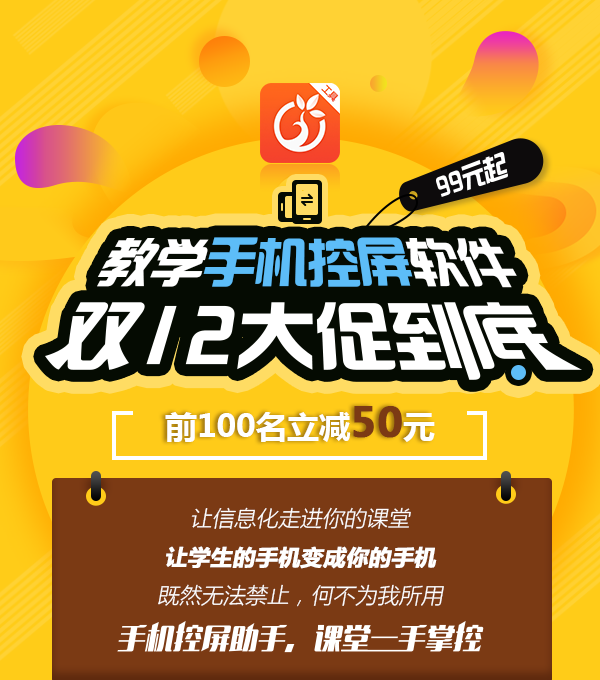 工具
99元起
教学手机控屏软件
双12大促到底
前100名立减50元
让信息化走进你的课堂
让学生的手机变成你的手机
既然无法禁止，何不为我所用
手机控屏助手，课堂一手掌控